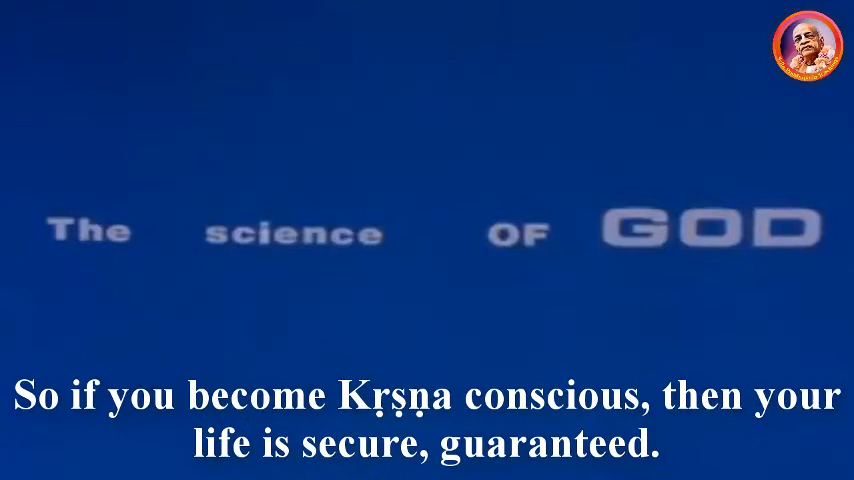 The science OF GOD
So if you become Kṛṣṇa conscious, then your
life is secure, guaranteed.